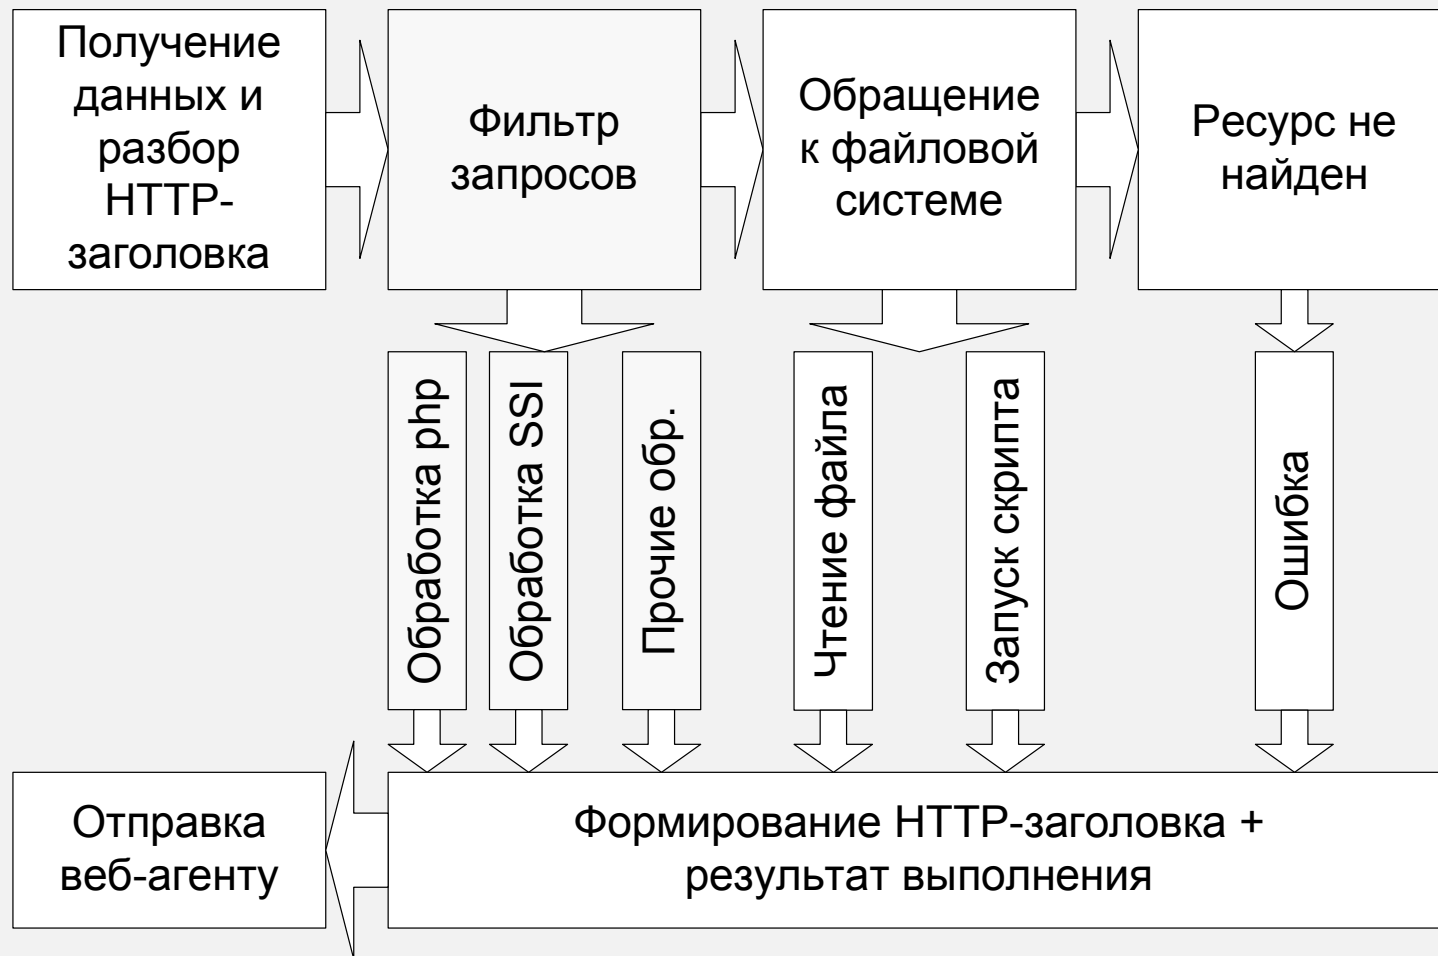 Получение
данных и
разбор
HTTP-
заголовка
Фильтр
запросов
Обращение
к файловой
системе
Ресурс не
найден
Обработка php
Обработка SSI
Прочие обр.
Чтение файла
Запуск скрипта
Ошибка
Отправка
веб-агенту
Формирование HTTP-заголовка +
результат выполнения